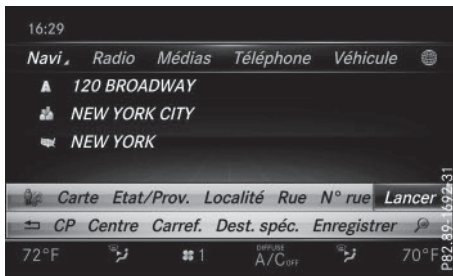 16:29
Navi Radio Médias Téléphone Véhicule
120 BROADWAY
NEW YORK CITY
NEW YORK
Carte Etat/Prov. Localité Rue N° rue Lancer
CP Centre Carref. Dest. spéc. Enregistrer
72°F 1 DIFFUSE A/C OFF 70°F
P82.89-1692-31